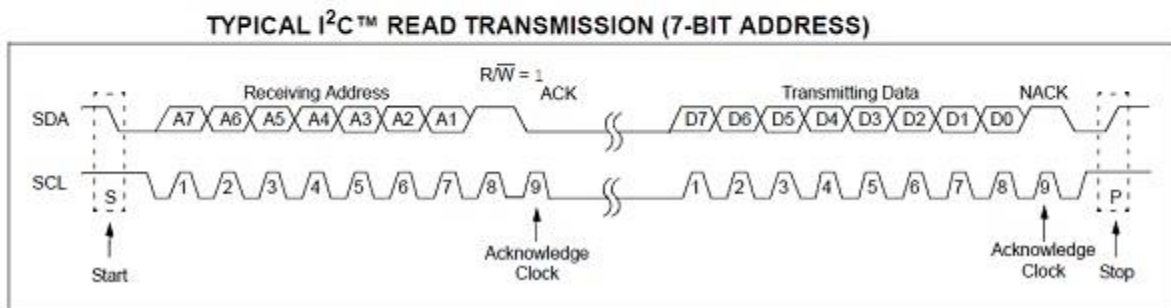 TYPICAL I²C™ READ TRANSMISSION (7-BIT ADDRESS)
R/W̅ = 1
Receiving Address ACK Transmitting Data NACK
SDA A7 A6 A5 A4 A3 A2 A1 D7 D6 D5 D4 D3 D2 D1 D0
SCL 1 2 3 4 5 6 7 8 9 1 2 3 4 5 6 7 8 9
S P
Start Acknowledge Clock Acknowledge Clock Stop